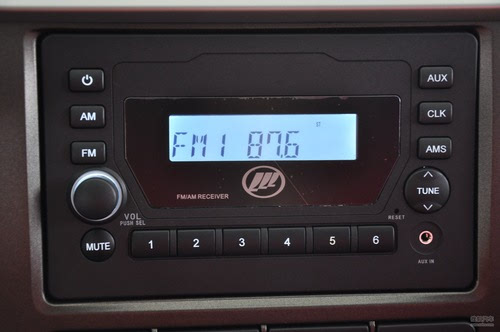 AUX
AM
CLK
FM
FM1 87.6
AMS
FM/AM RECEIVER
TUNE
VOL
PUSH SEL
RESET
MUTE
1 2 3 4 5 6
AUX IN